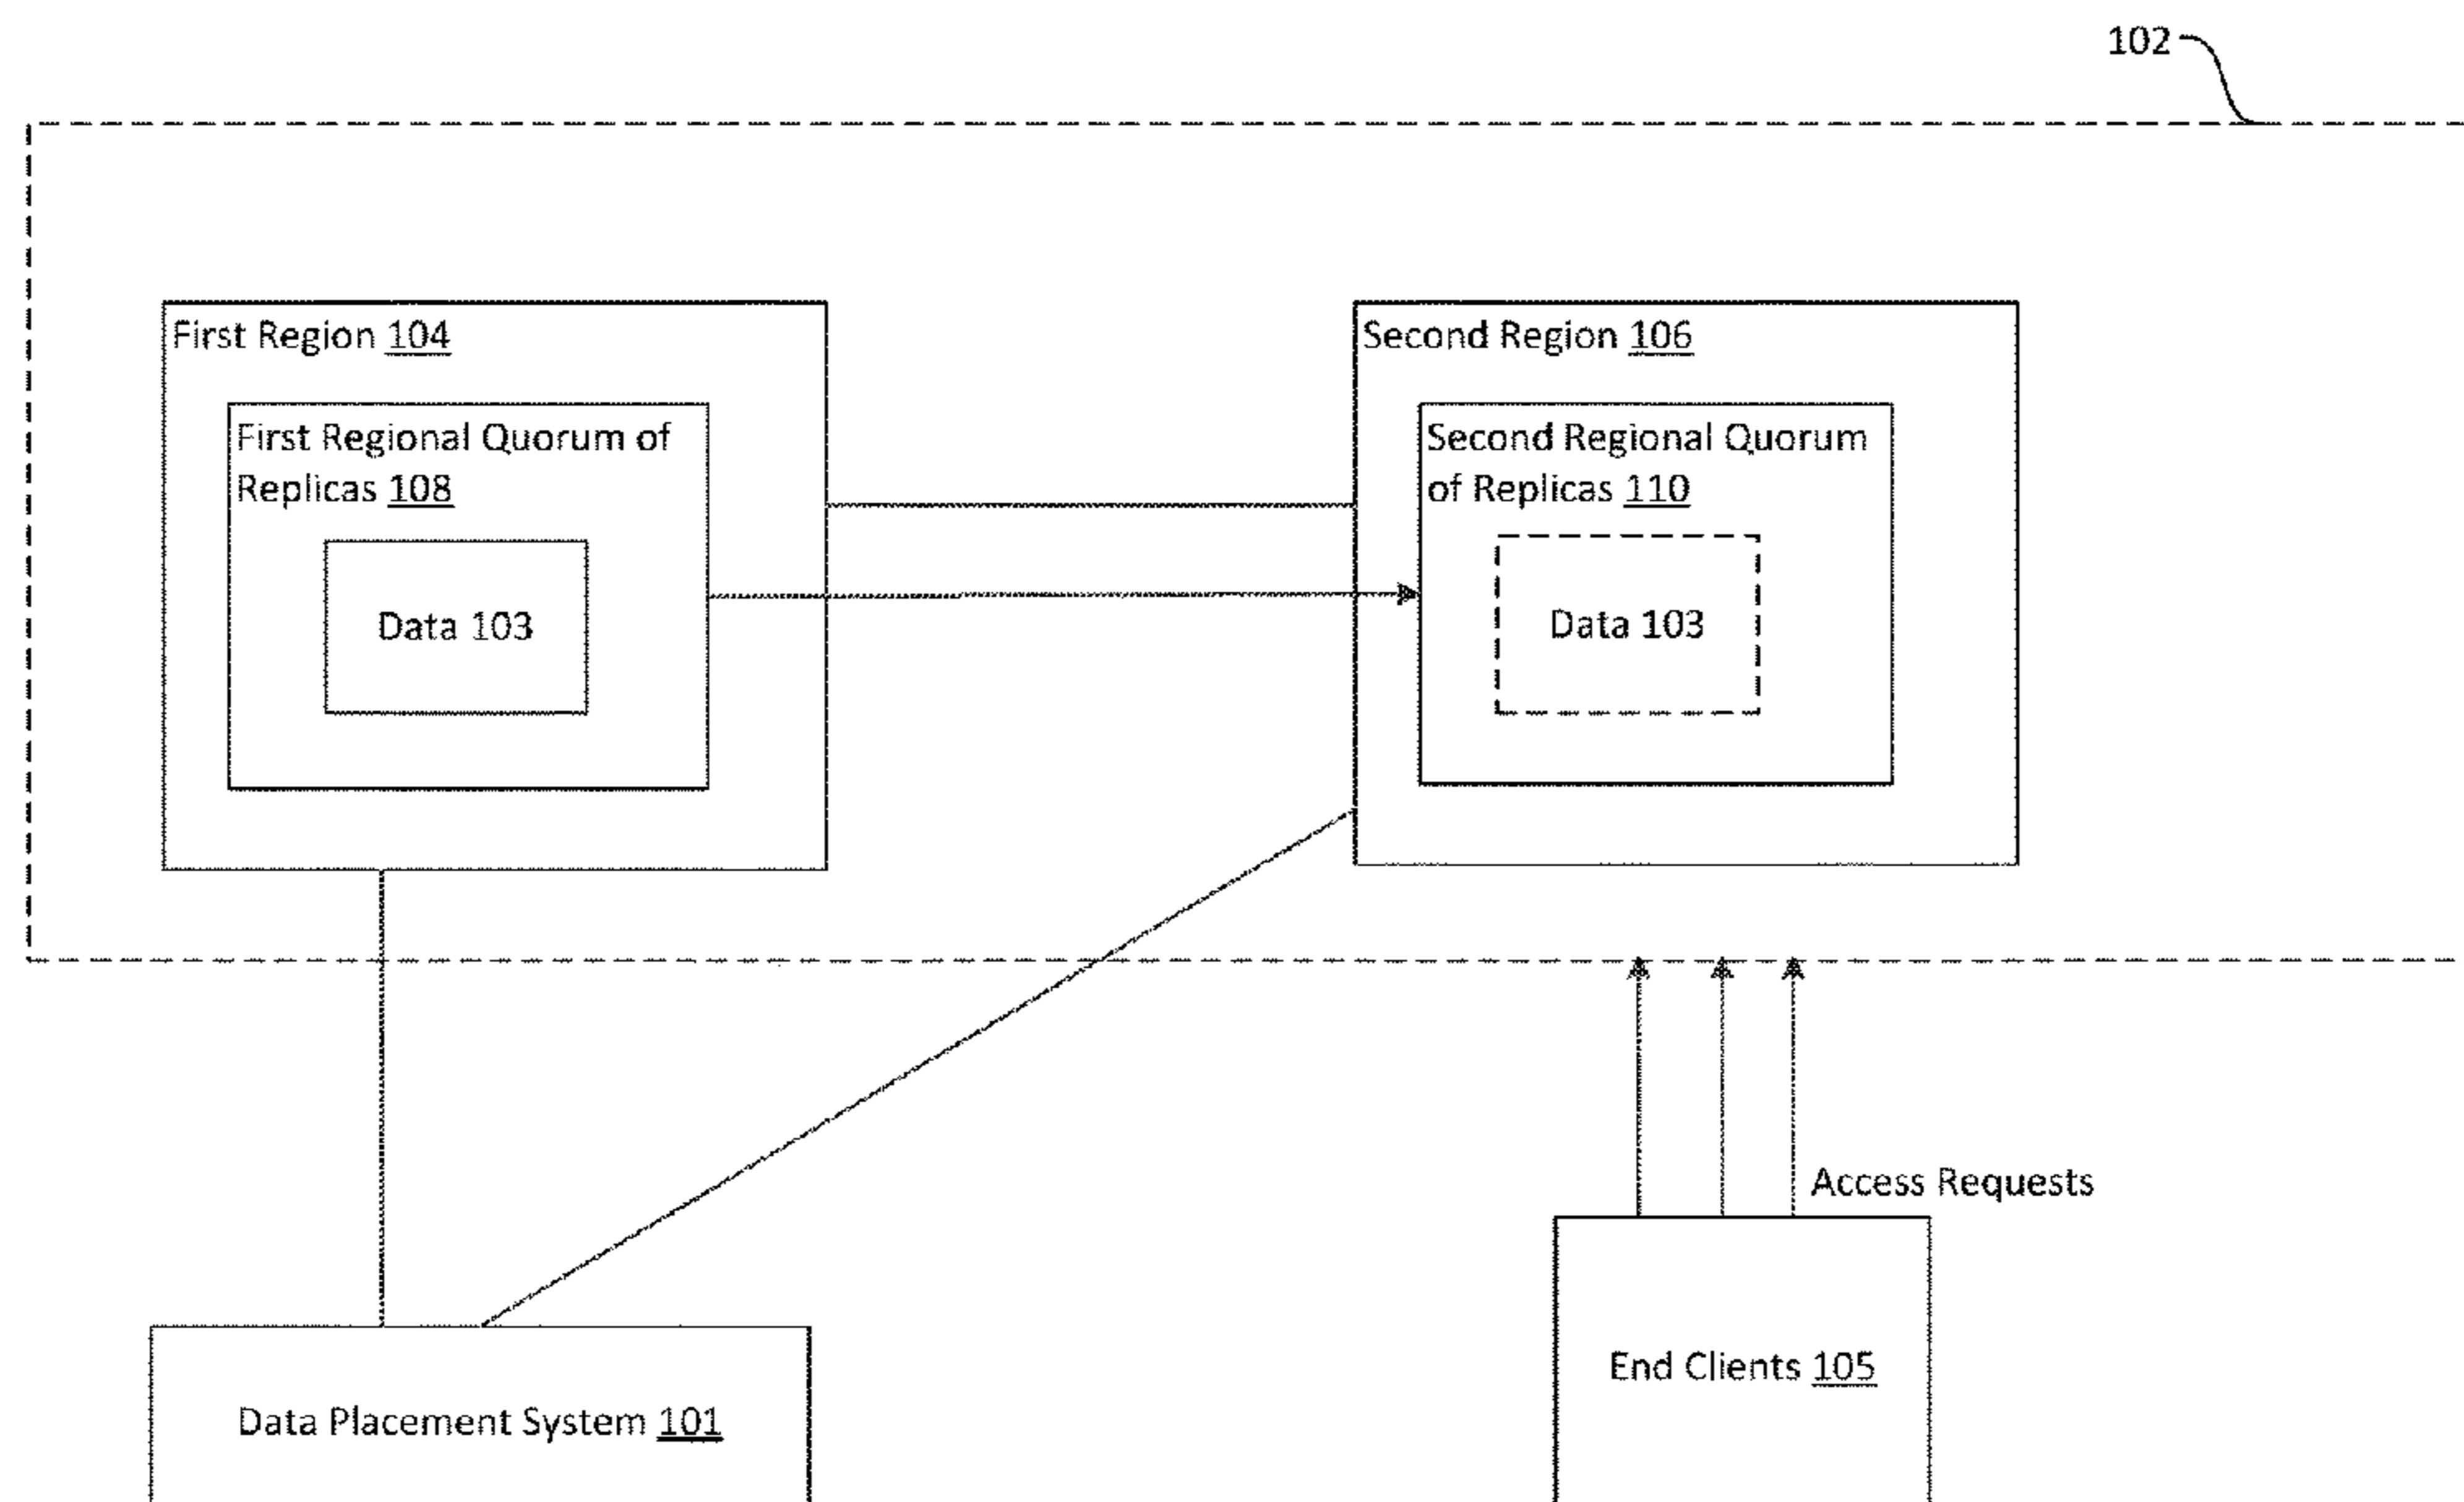 102
First Region 104
Second Region 106
First Regional Quorum of
Replicas 108
Second Regional Quorum
of Replicas 110
Data 103
Data 103
Access Requests
End Clients 105
Data Placement System 101